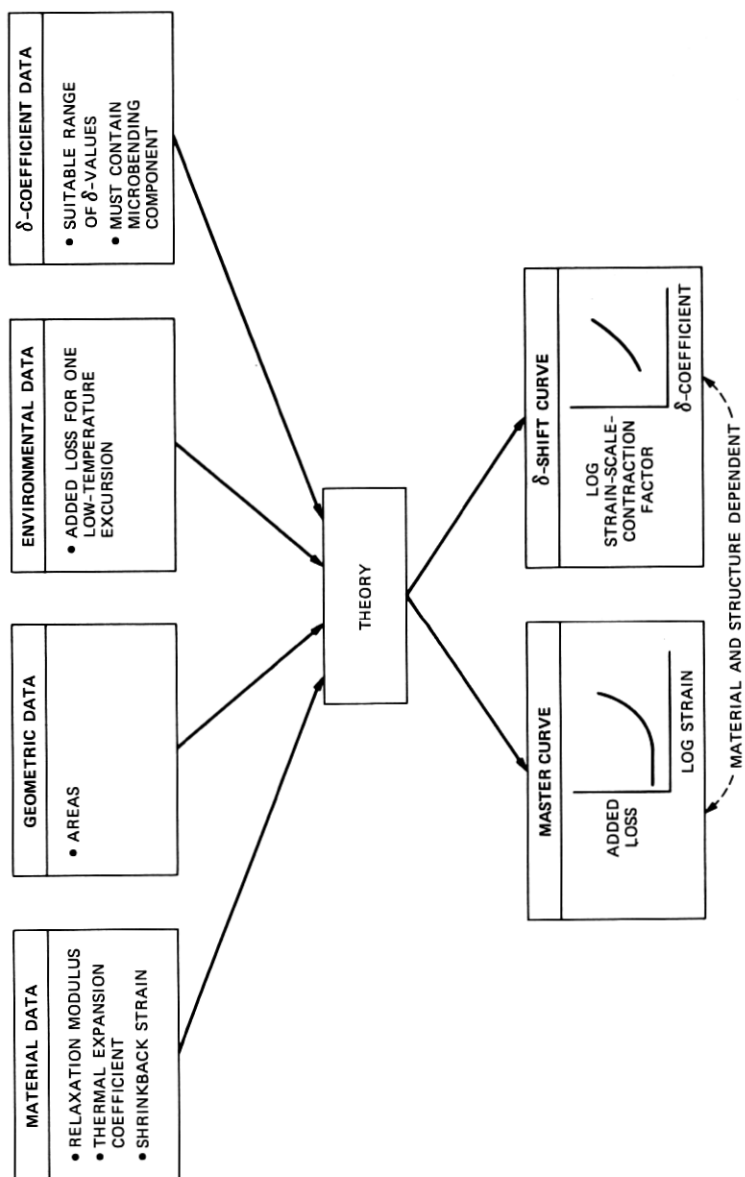 MATERIAL DATA
• RELAXATION MODULUS
• THERMAL EXPANSION
COEFFICIENT
• SHRINKBACK STRAIN
GEOMETRIC DATA
• AREAS
ENVIRONMENTAL DATA
• ADDED LOSS FOR ONE
LOW-TEMPERATURE
EXCURSION
δ-COEFFICIENT DATA
• SUITABLE RANGE
OF δ-VALUES
• MUST CONTAIN
MICROBENDING
COMPONENT
THEORY
MASTER CURVE
ADDED
LOSS
LOG STRAIN
δ-SHIFT CURVE
LOG
STRAIN-SCALE-
CONTRACTION
FACTOR
δ-COEFFICIENT
MATERIAL AND STRUCTURE DEPENDENT